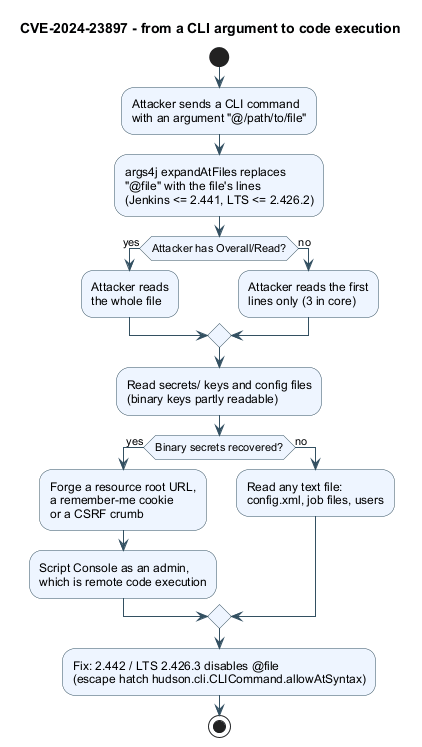 CVE-2024-23897 - from a CLI argument to code execution
Attacker sends a CLI command
with an argument "@/path/to/file"
args4j expandAtFiles replaces
"@file" with the file's lines
(Jenkins <= 2.441, LTS <= 2.426.2)
yes
Attacker has Overall/Read?
no
Attacker reads
the whole file
Attacker reads the first
lines only (3 in core)
Read secrets/ keys and config files
(binary keys partly readable)
yes
Binary secrets recovered?
no
Forge a resource root URL,
a remember-me cookie
or a CSRF crumb
Read any text file:
config.xml, job files, users
Script Console as an admin,
which is remote code execution
Fix: 2.442 / LTS 2.426.3 disables @file
(escape hatch hudson.cli.CLICommand.allowAtSyntax)